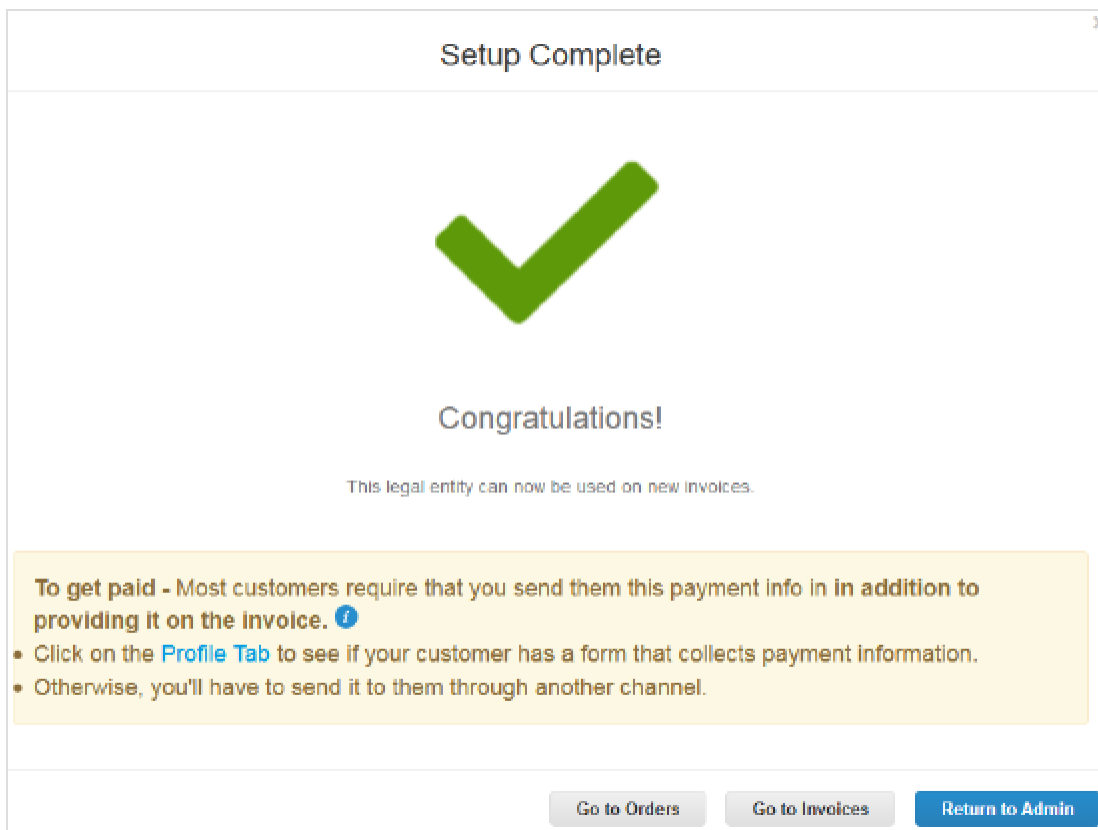 Setup Complete
Congratulations!
This legal entity can now be used on new invoices.
To get paid - Most customers require that you send them this payment info in in addition to
providing it on the invoice. i
• Click on the Profile Tab to see if your customer has a form that collects payment information.
• Otherwise, you'll have to send it to them through another channel.
Go to Orders Go to Invoices Return to Admin